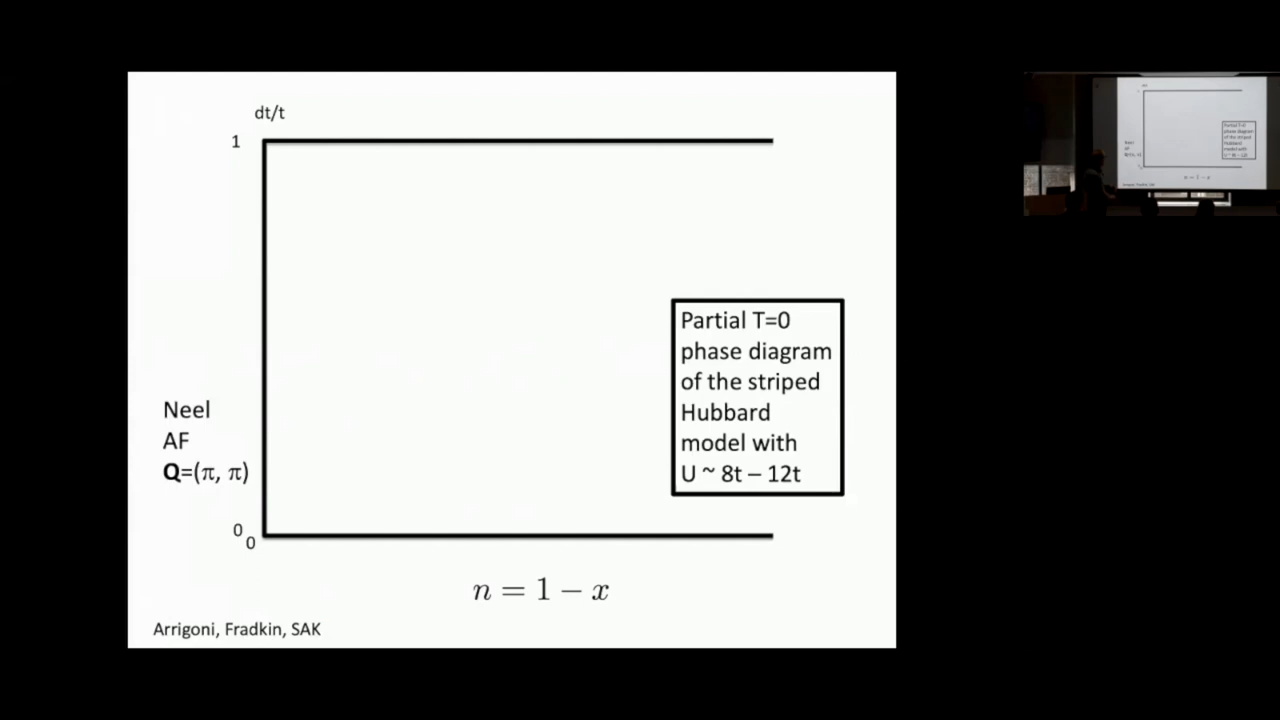 dt/t
1
Partial T=0
phase diagram
of the striped
Hubbard
model with
U ~ 8t – 12t
Neel
AF
Q=(π, π)
0
0
n = 1 − x
Arrigoni, Fradkin, SAK